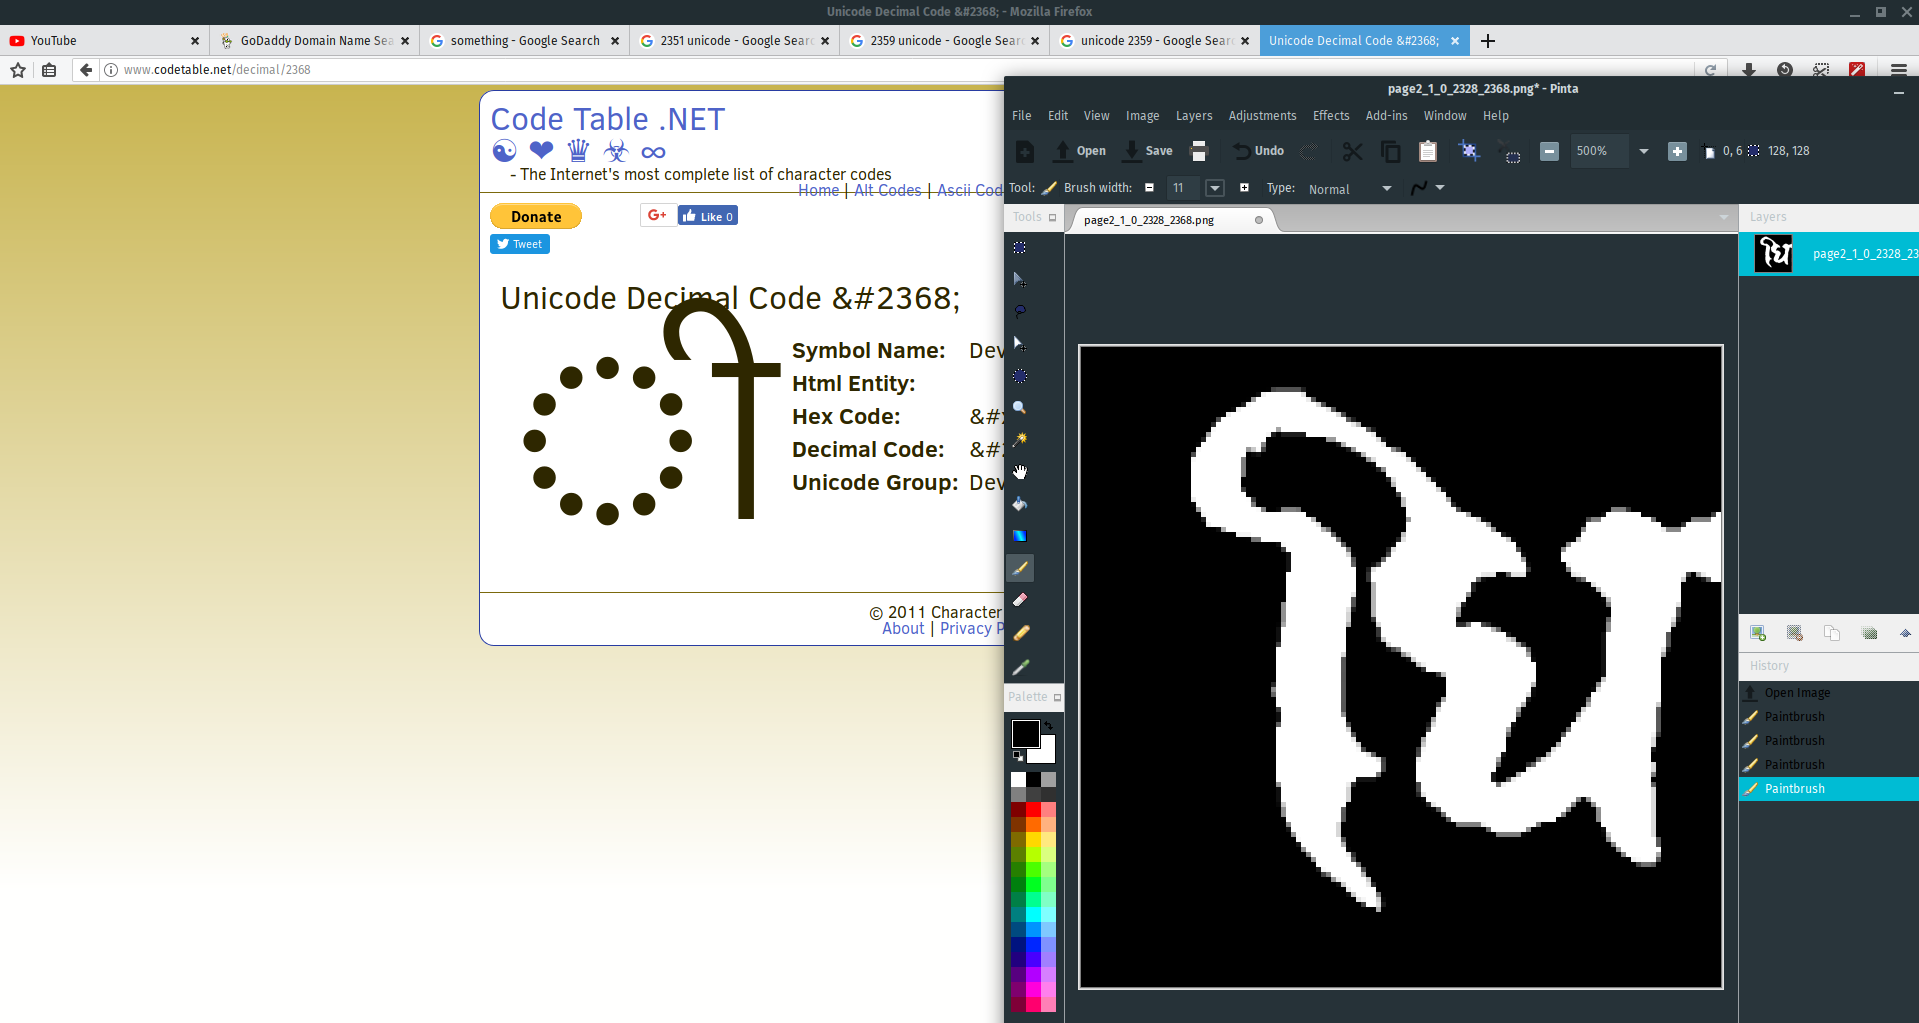 Unicode Decimal Code &#2368; - Mozilla Firefox
YouTube
GoDaddy Domain Name Sea
something - Google Search
2351 unicode - Google Searc
2359 unicode - Google Searc
unicode 2359 - Google Searc
Unicode Decimal Code &#2368;
www.codetable.net/decimal/2368
Code Table .NET
☯ ❤ ♛ ☣ ∞
- The Internet's most complete list of character codes
Home | Alt Codes | Ascii Cod
Donate
G+
Like 0
Tweet
Unicode Decimal Code &#2368;
ी
Symbol Name: Dev
Html Entity:
Hex Code: &#x
Decimal Code: &#2
Unicode Group: Dev
© 2011 Character
About | Privacy P
page2_1_0_2328_2368.png* - Pinta
File Edit View Image Layers Adjustments Effects Add-ins Window Help
Open Save Undo 500% 0, 6 128, 128
Tool: Brush width: 11 Type: Normal
Tools
page2_1_0_2328_2368.png
Layers
page2_1_0_2328_23
History
Open Image
Paintbrush
Paintbrush
Paintbrush
Paintbrush
Palette